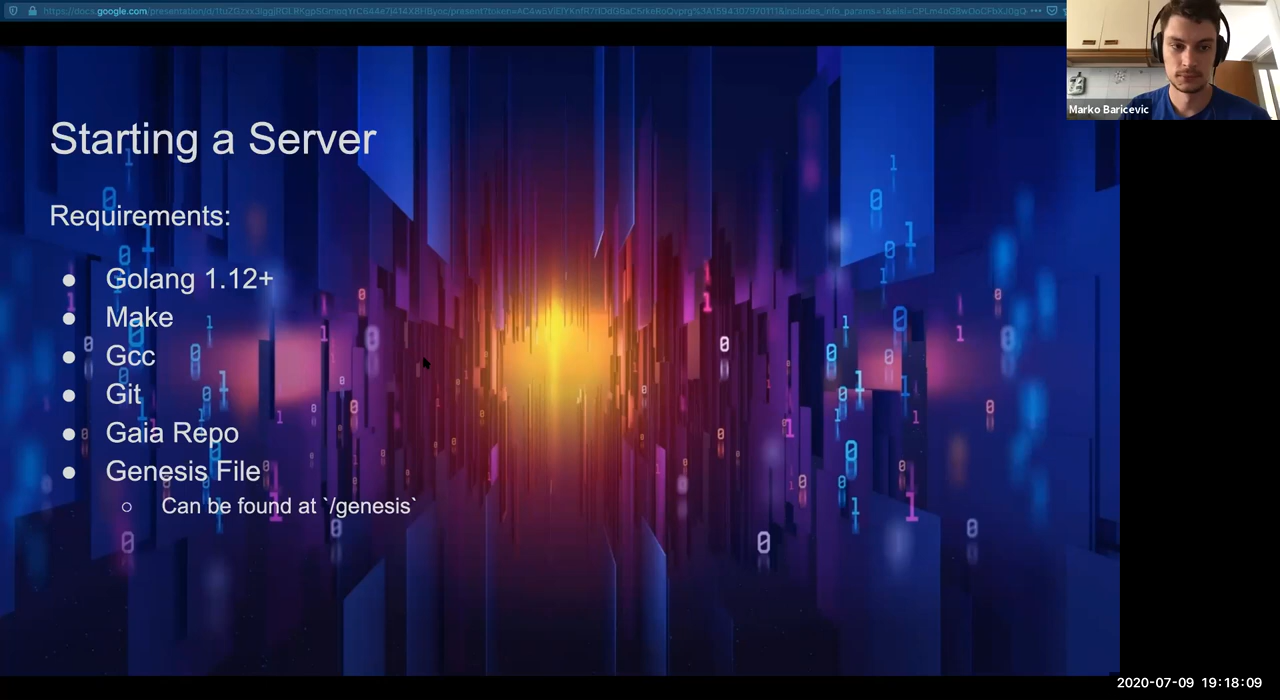 Marko Baricevic
Starting a Server
Requirements:
● Golang 1.12+
● Make
● Gcc
● Git
● Gaia Repo
● Genesis File
○ Can be found at `/genesis`
2020-07-09 19:18:09